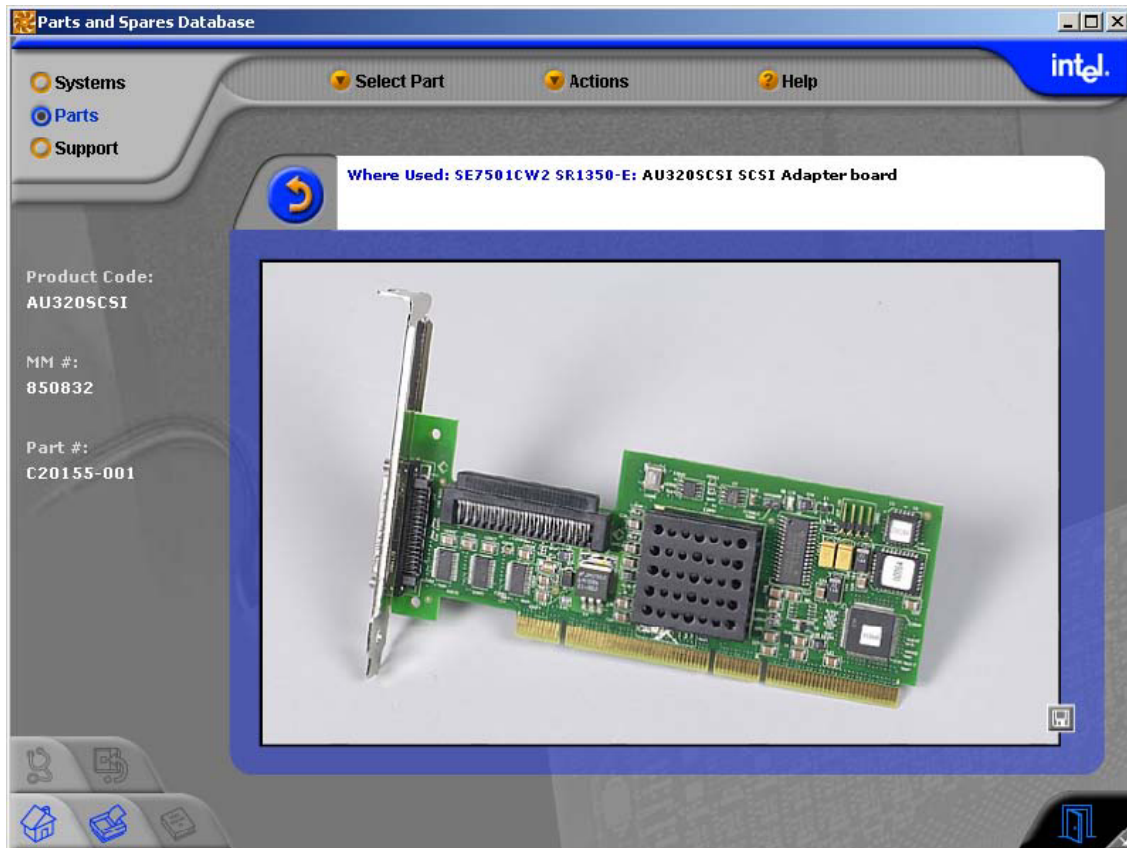 Parts and Spares Database
Systems
Parts
Support
Select Part
Actions
? Help
intel.
Where Used: SE7501CW2 SR1350-E: AU320SCSI SCSI Adapter board
Product Code:
AU320SCSI
MM #:
850832
Part #:
C20155-001